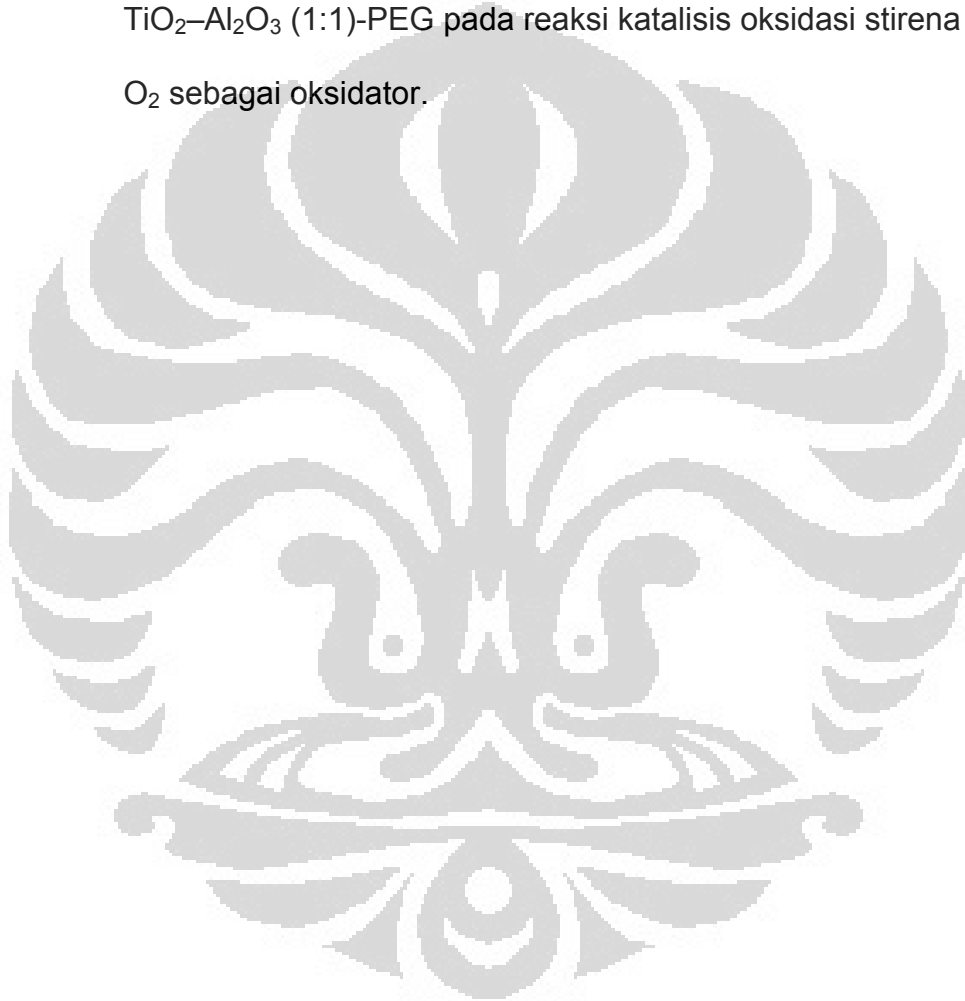 TiO₂–Al₂O₃ (1:1)-PEG pada reaksi katalisis oksidasi stirena
O₂ sebagai oksidator.